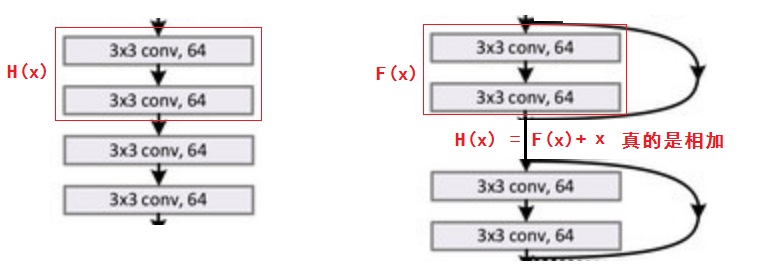 H(x)
3x3 conv, 64
3x3 conv, 64
3x3 conv, 64
3x3 conv, 64
F(x)
3x3 conv, 64
3x3 conv, 64
H(x) = F(x)+ x 真的是相加
3x3 conv, 64
3x3 conv, 64